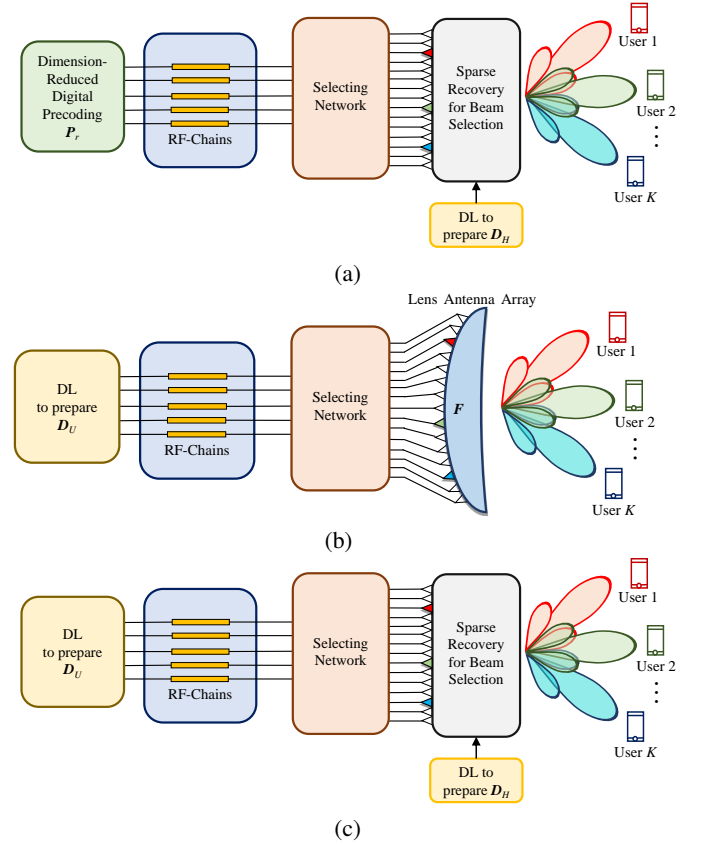 Dimension-
Reduced
Digital
Precoding
P_r
RF-Chains
Selecting
Network
Sparse
Recovery
for Beam
Selection
DL to
prepare D_H
User 1
User 2
User K
(a)
Lens Antenna Array
DL
to prepare
D_U
RF-Chains
Selecting
Network
F
User 1
User 2
User K
(b)
DL
to prepare
D_U
RF-Chains
Selecting
Network
Sparse
Recovery
for Beam
Selection
DL to
prepare D_H
User 1
User 2
User K
(c)